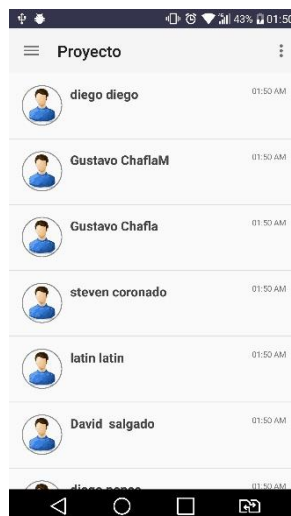 43% 01:50
Proyecto
diego diego 01:50 AM
Gustavo ChaflaM 01:50 AM
Gustavo Chafla 01:50 AM
steven coronado 01:50 AM
latin latin 01:50 AM
David salgado 01:50 AM
01:50 AM